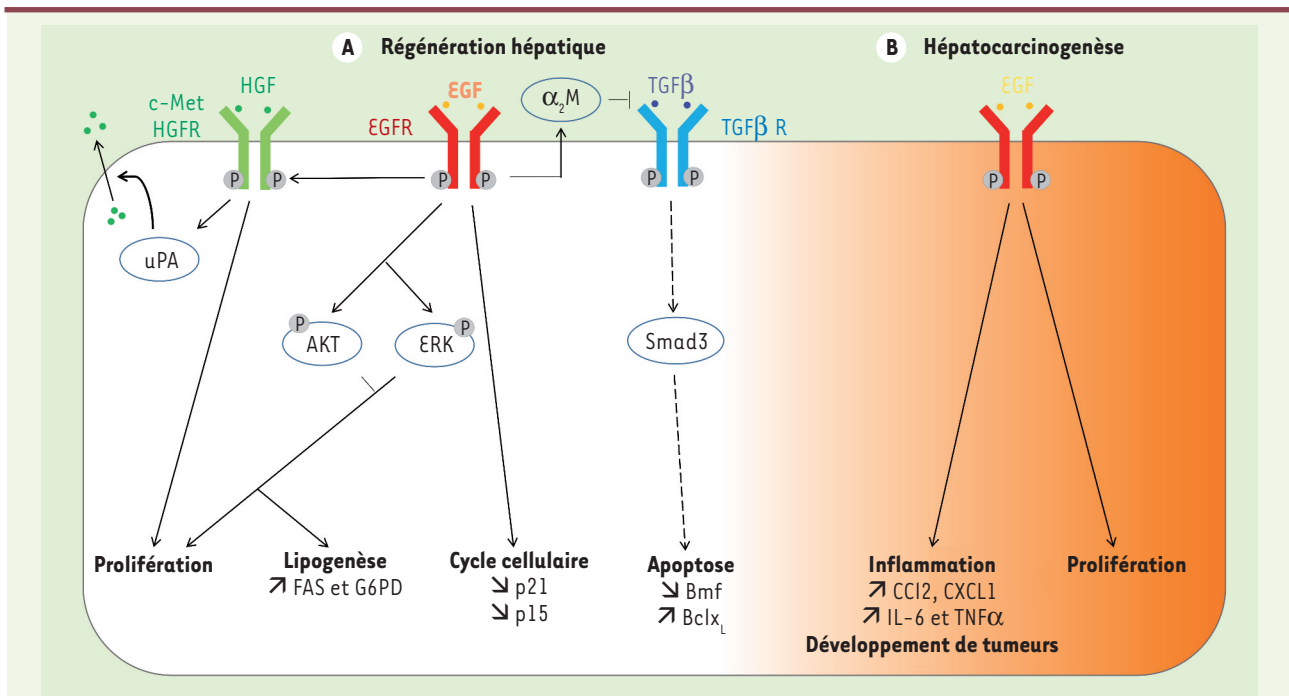 A Régénération hépatique
B Hépatocarcinogenèse
HGF
c-Met
HGFR
EGF
EGFR
α₂M
TGFβ
TGFβ R
EGF
P P
P P
P P
P P
uPA
P
AKT
P
ERK
Smad3
Prolifération
Lipogenèse
↗ FAS et G6PD
Cycle cellulaire
↘ p21
↘ p15
Apoptose
↘ Bmf
↗ Bclx_L
Inflammation
↗ CCl2, CXCL1
↗ IL-6 et TNFα
Développement de tumeurs
Prolifération